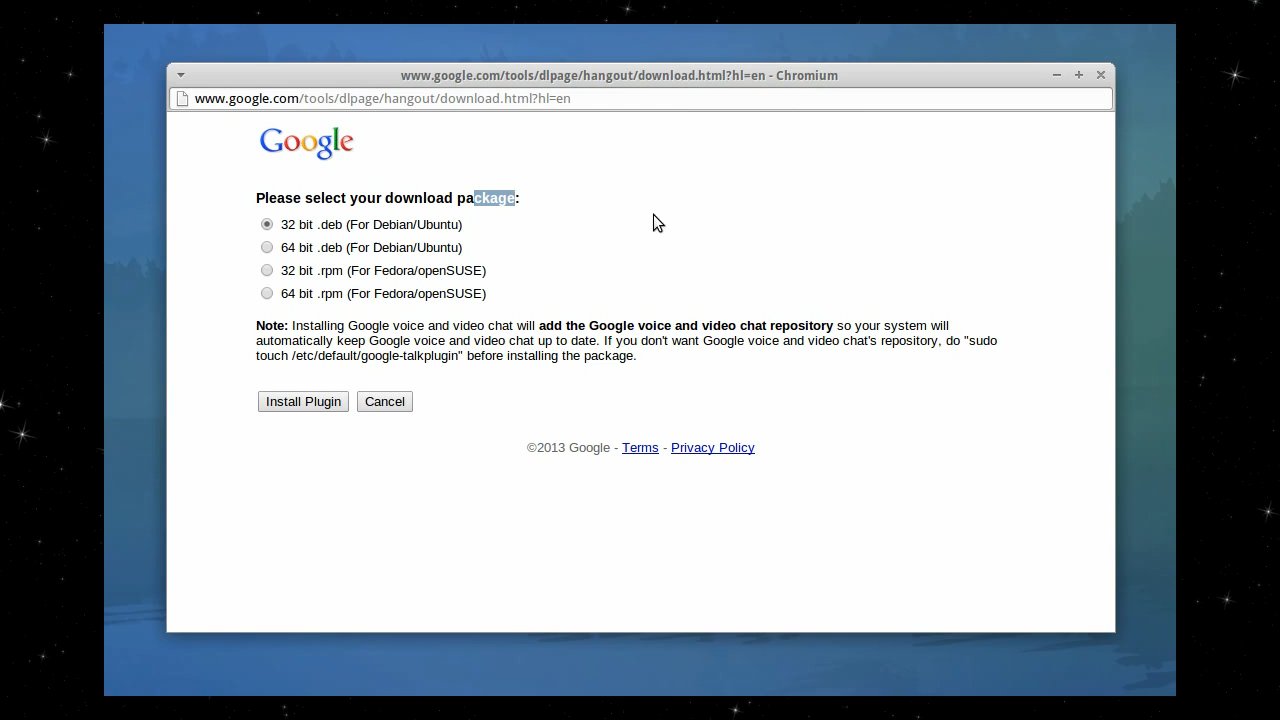 www.google.com/tools/dlpage/hangout/download.html?hl=en - Chromium
www.google.com/tools/dlpage/hangout/download.html?hl=en
Google
Please select your download package:
32 bit .deb (For Debian/Ubuntu)
64 bit .deb (For Debian/Ubuntu)
32 bit .rpm (For Fedora/openSUSE)
64 bit .rpm (For Fedora/openSUSE)
Note: Installing Google voice and video chat will add the Google voice and video chat repository so your system will
automatically keep Google voice and video chat up to date. If you don't want Google voice and video chat's repository, do "sudo
touch /etc/default/google-talkplugin" before installing the package.
Install Plugin Cancel
©2013 Google - Terms - Privacy Policy